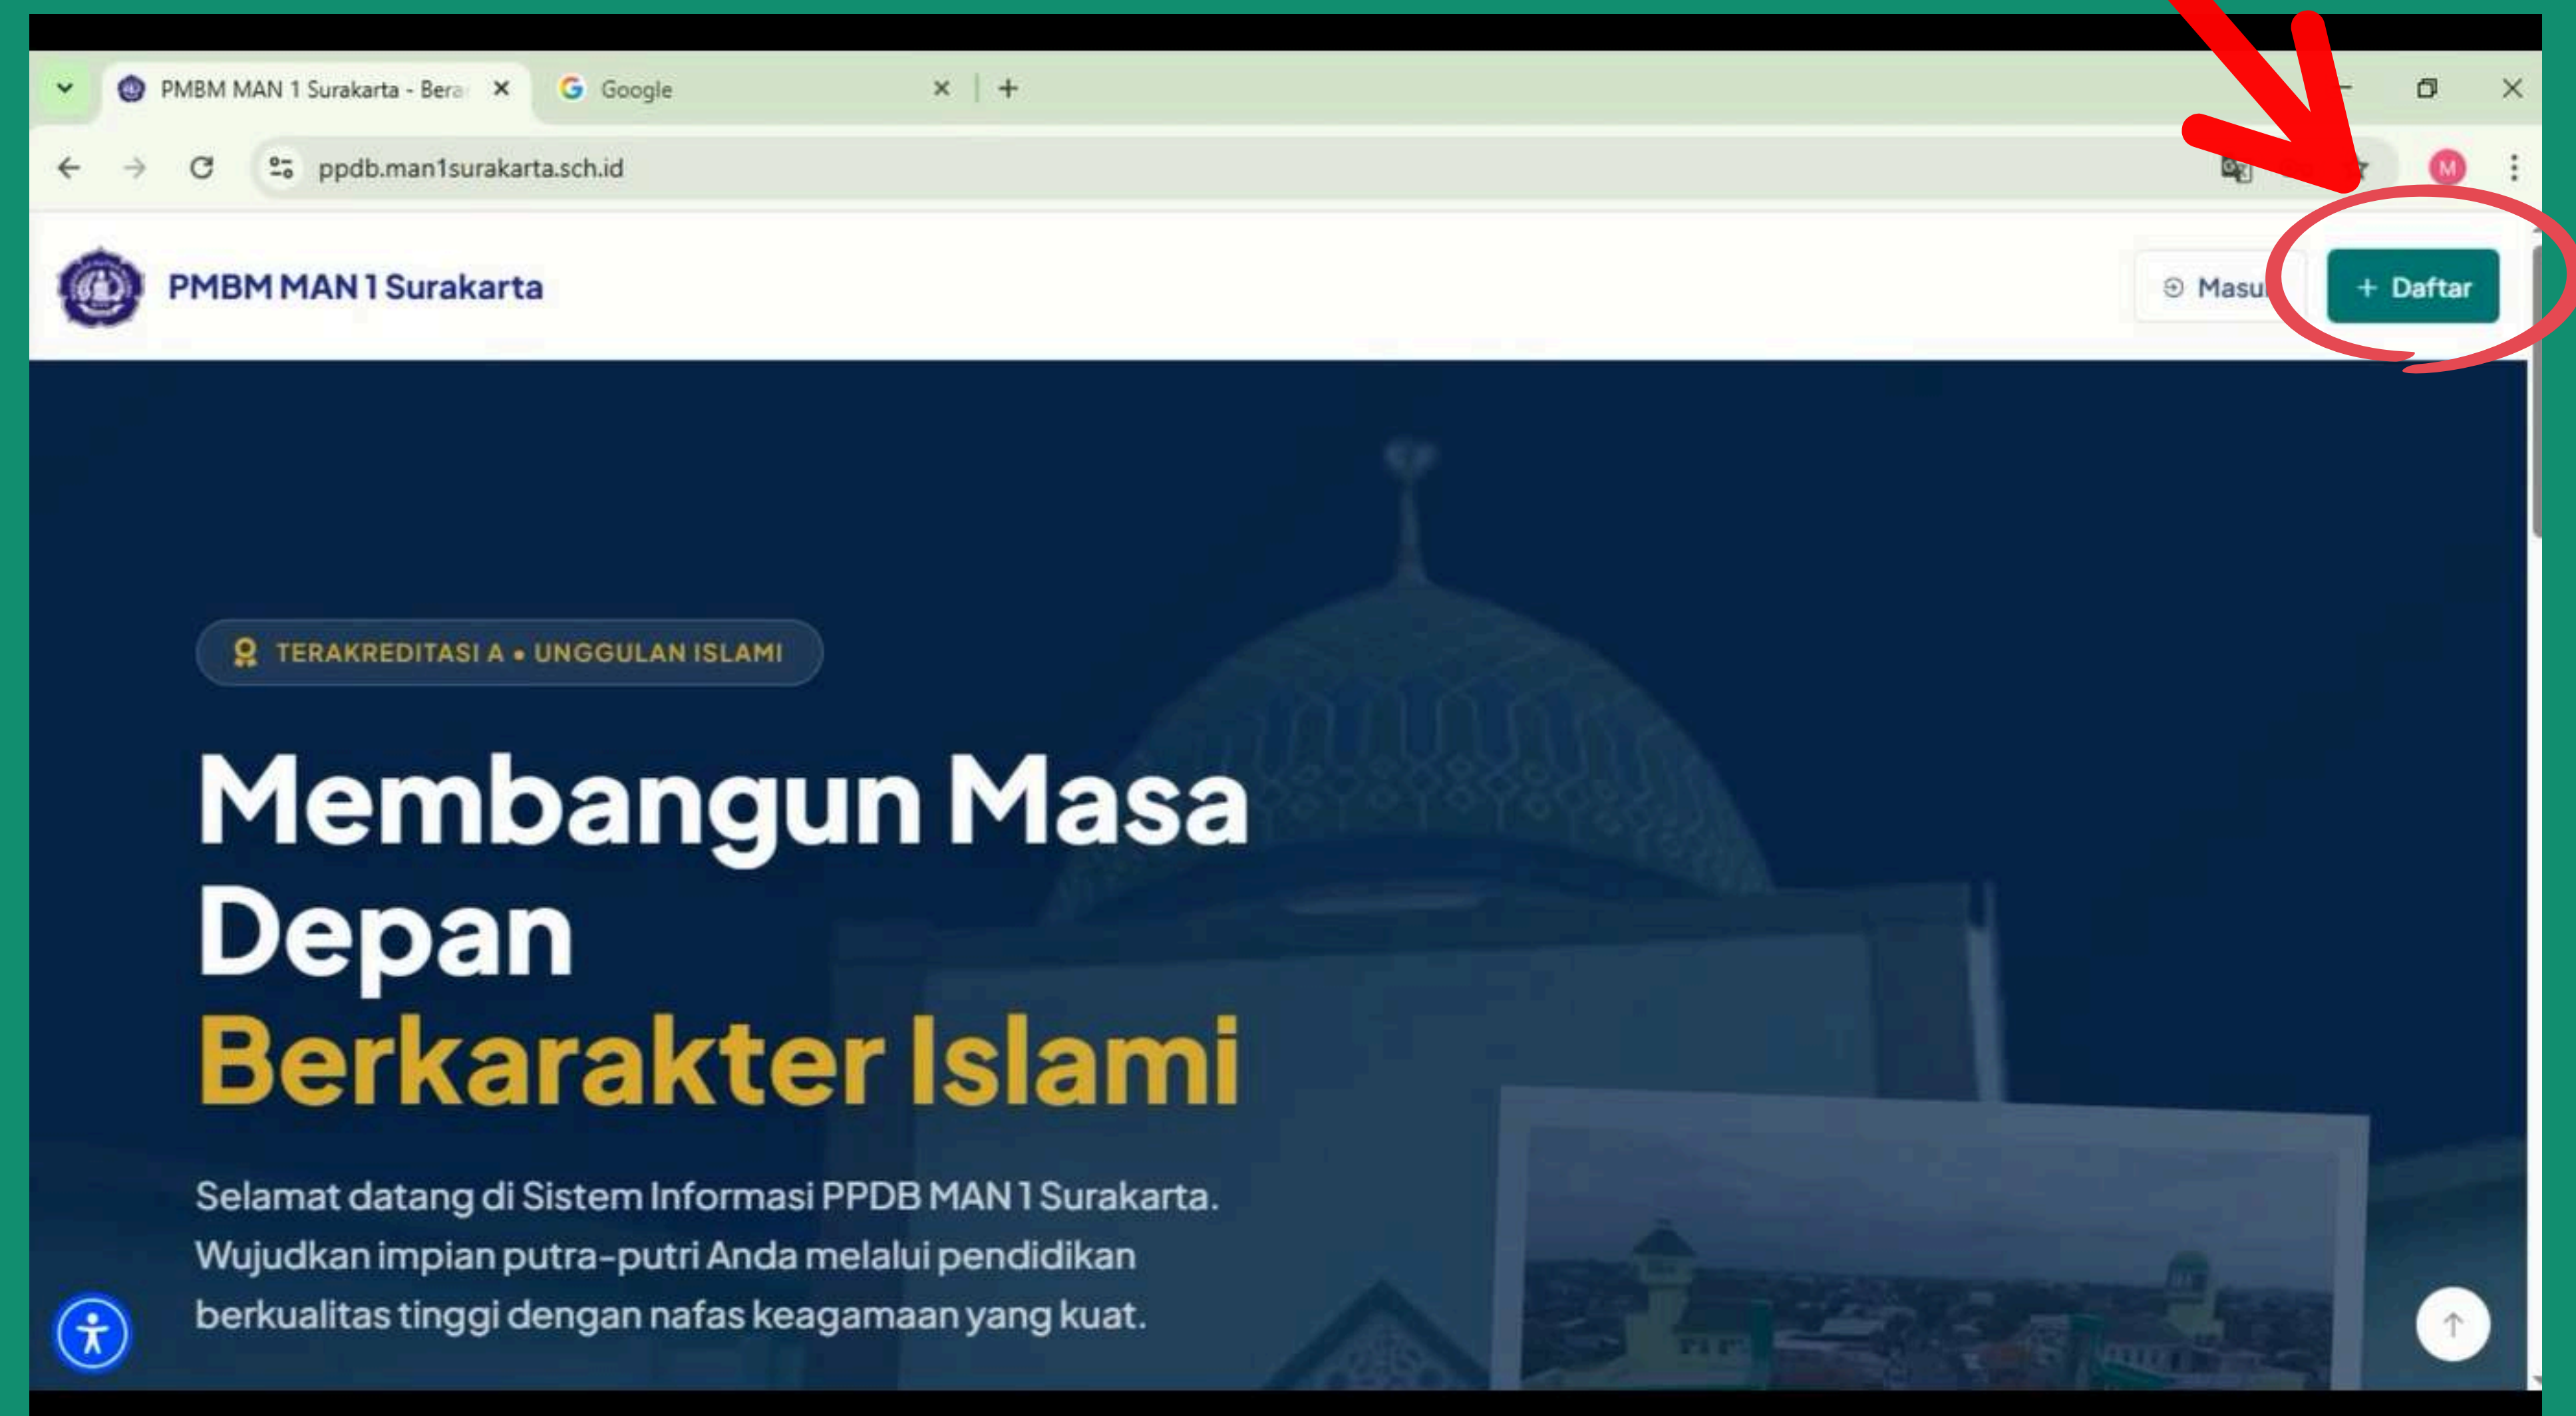 PMBM MAN 1 Surakarta - Bera
Google
ppdb.man1surakarta.sch.id
M
PMBM MAN 1 Surakarta
+ Daftar
TERAKREDITASI A • UNGGULAN ISLAMI
Membangun Masa
Depan
Berkarakter Islami
Selamat datang di Sistem Informasi PPDB MAN 1 Surakarta.
Wujudkan impian putra-putri Anda melalui pendidikan
berkualitas tinggi dengan nafas keagamaan yang kuat.